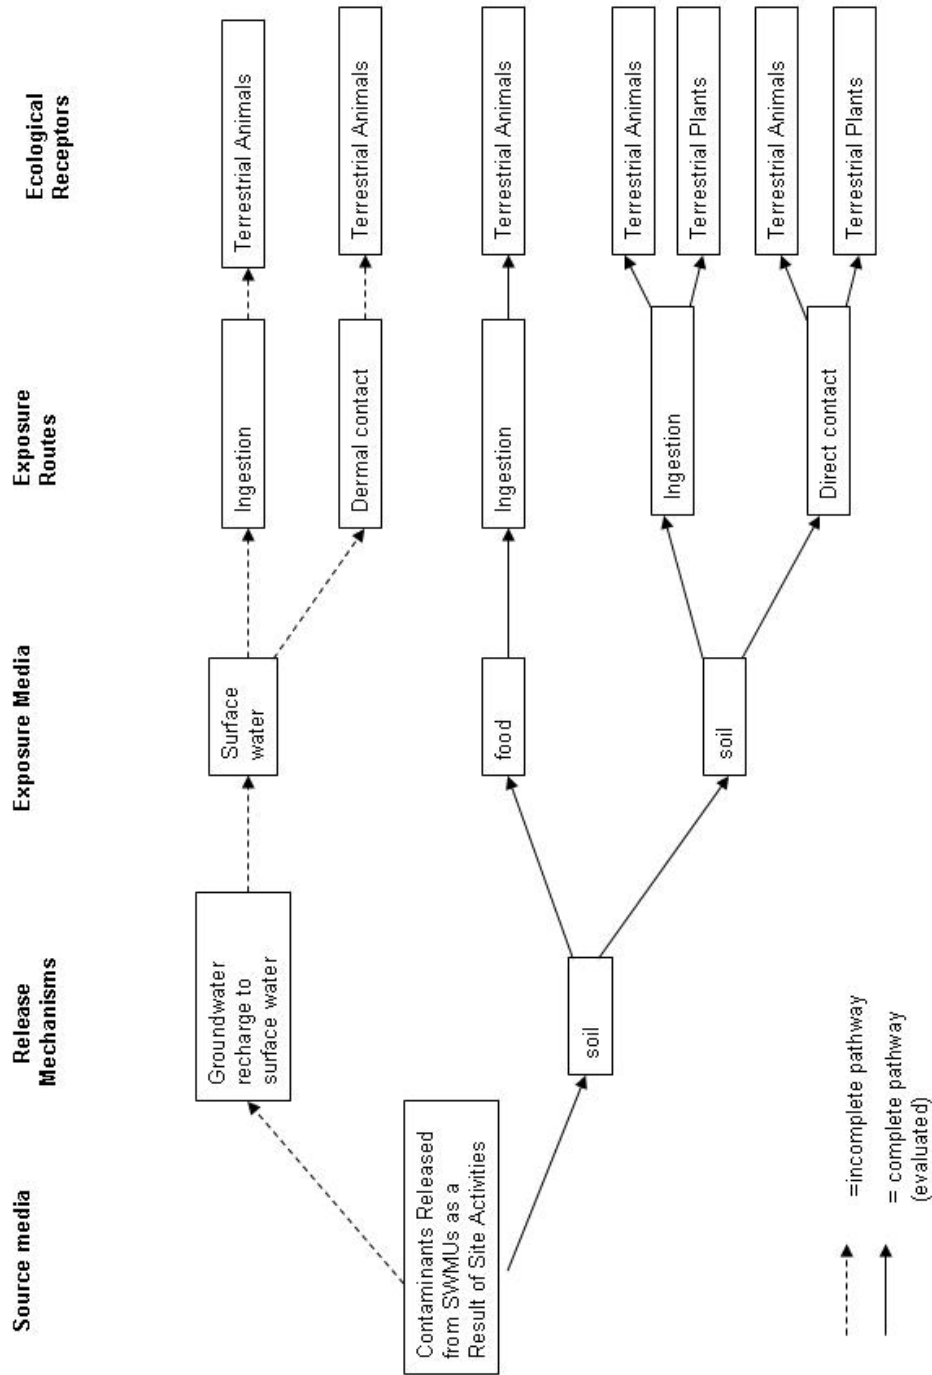 Source media
Release
Mechanisms
Exposure Media
Exposure
Routes
Ecological
Receptors
Contaminants Released
from SWMUs as a
Result of Site Activities
Groundwater
recharge to
surface water
Surface
water
Ingestion
Terrestrial Animals
Dermal contact
Terrestrial Animals
soil
food
Ingestion
Terrestrial Animals
soil
Ingestion
Terrestrial Animals
Terrestrial Plants
Direct contact
Terrestrial Animals
Terrestrial Plants
=incomplete pathway
= complete pathway
(evaluated)